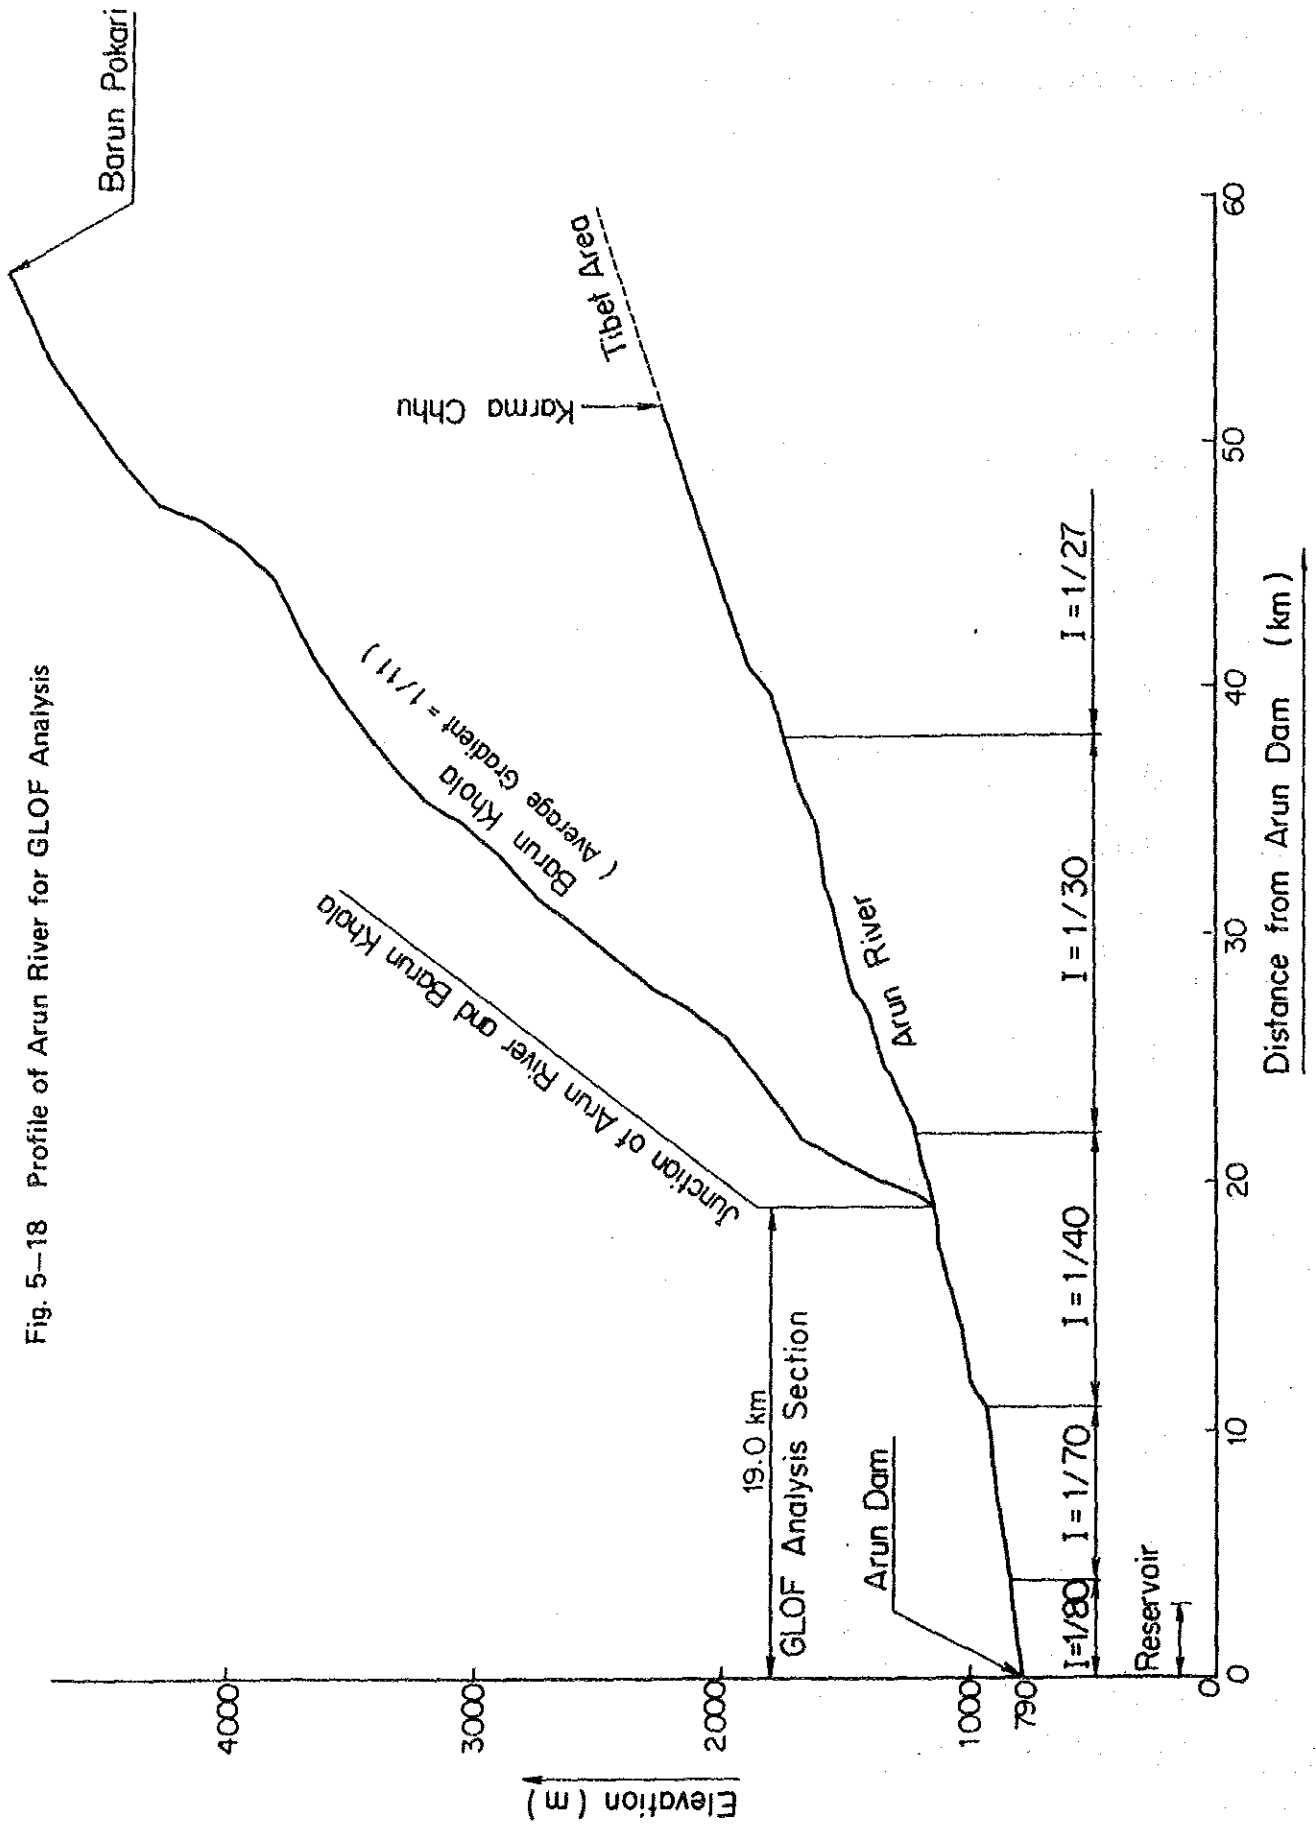 Fig. 5—18 Profile of Arun River for GLOF Analysis
Barun Pokari
Tibet Area
Karma Chhu
Barun Khola
( Average Gradient = 1/11 )
Junction of Arun River and Barun Khola
Arun River
19.0 km
GLOF Analysis Section
Arun Dam
Elevation ( m )
4000
3000
2000
1000
790
0
I=1/80
I = 1/70
I = 1/40
I = 1/30
I = 1/27
Reservoir
0
10
20
30
40
50
60
Distance from Arun Dam ( km )